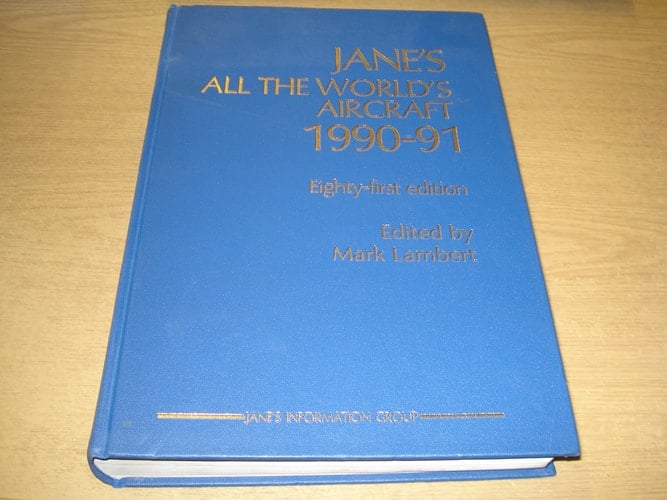 JANE'S
ALL THE WORLD'S
AIRCRAFT
1990-91
Eighty-first edition
Edited by
Mark Lambert
JANE'S INFORMATION GROUP